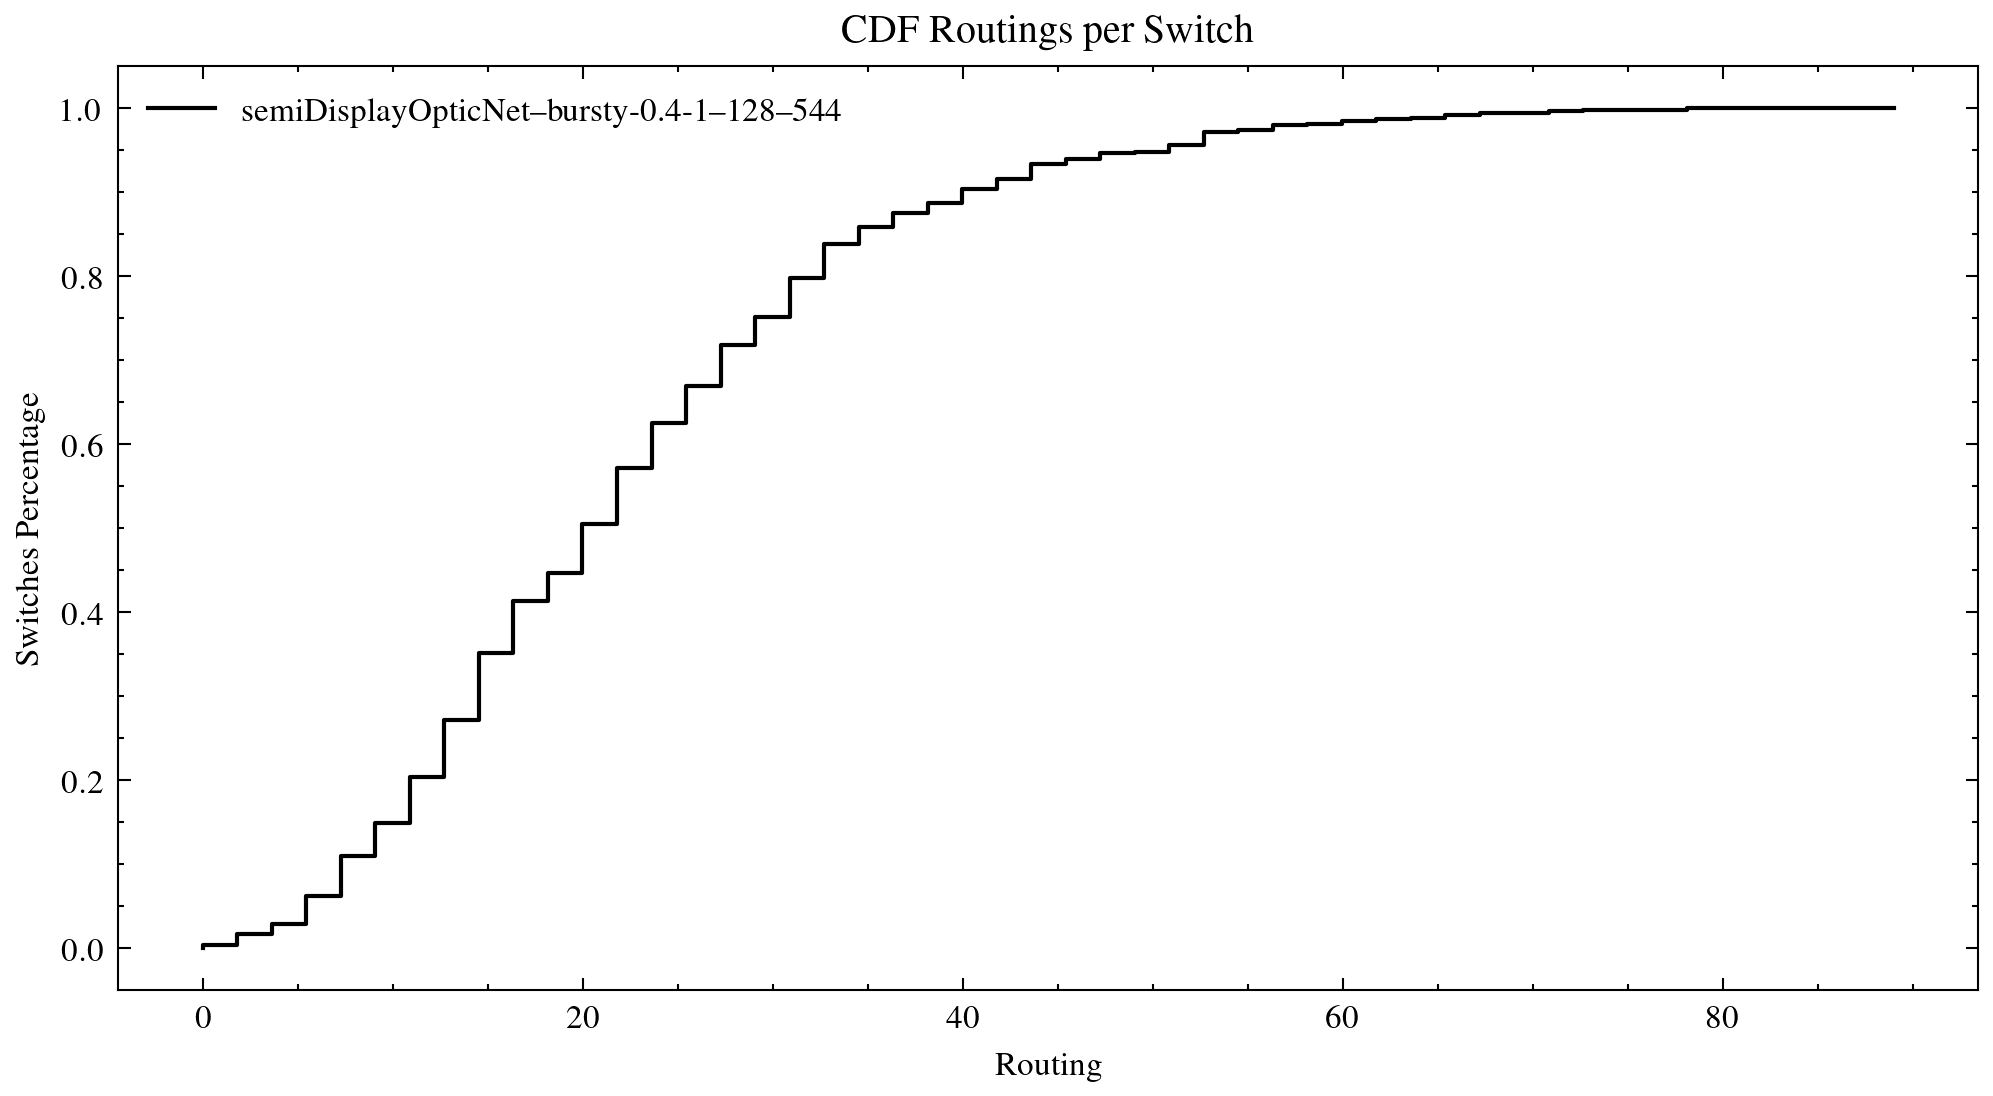 CDF Routings per Switch
semiDisplayOpticNet–bursty-0.4-1–128–544
1.0
0.8
0.6
0.4
0.2
0.0
Switches Percentage
0 20 40 60 80
Routing